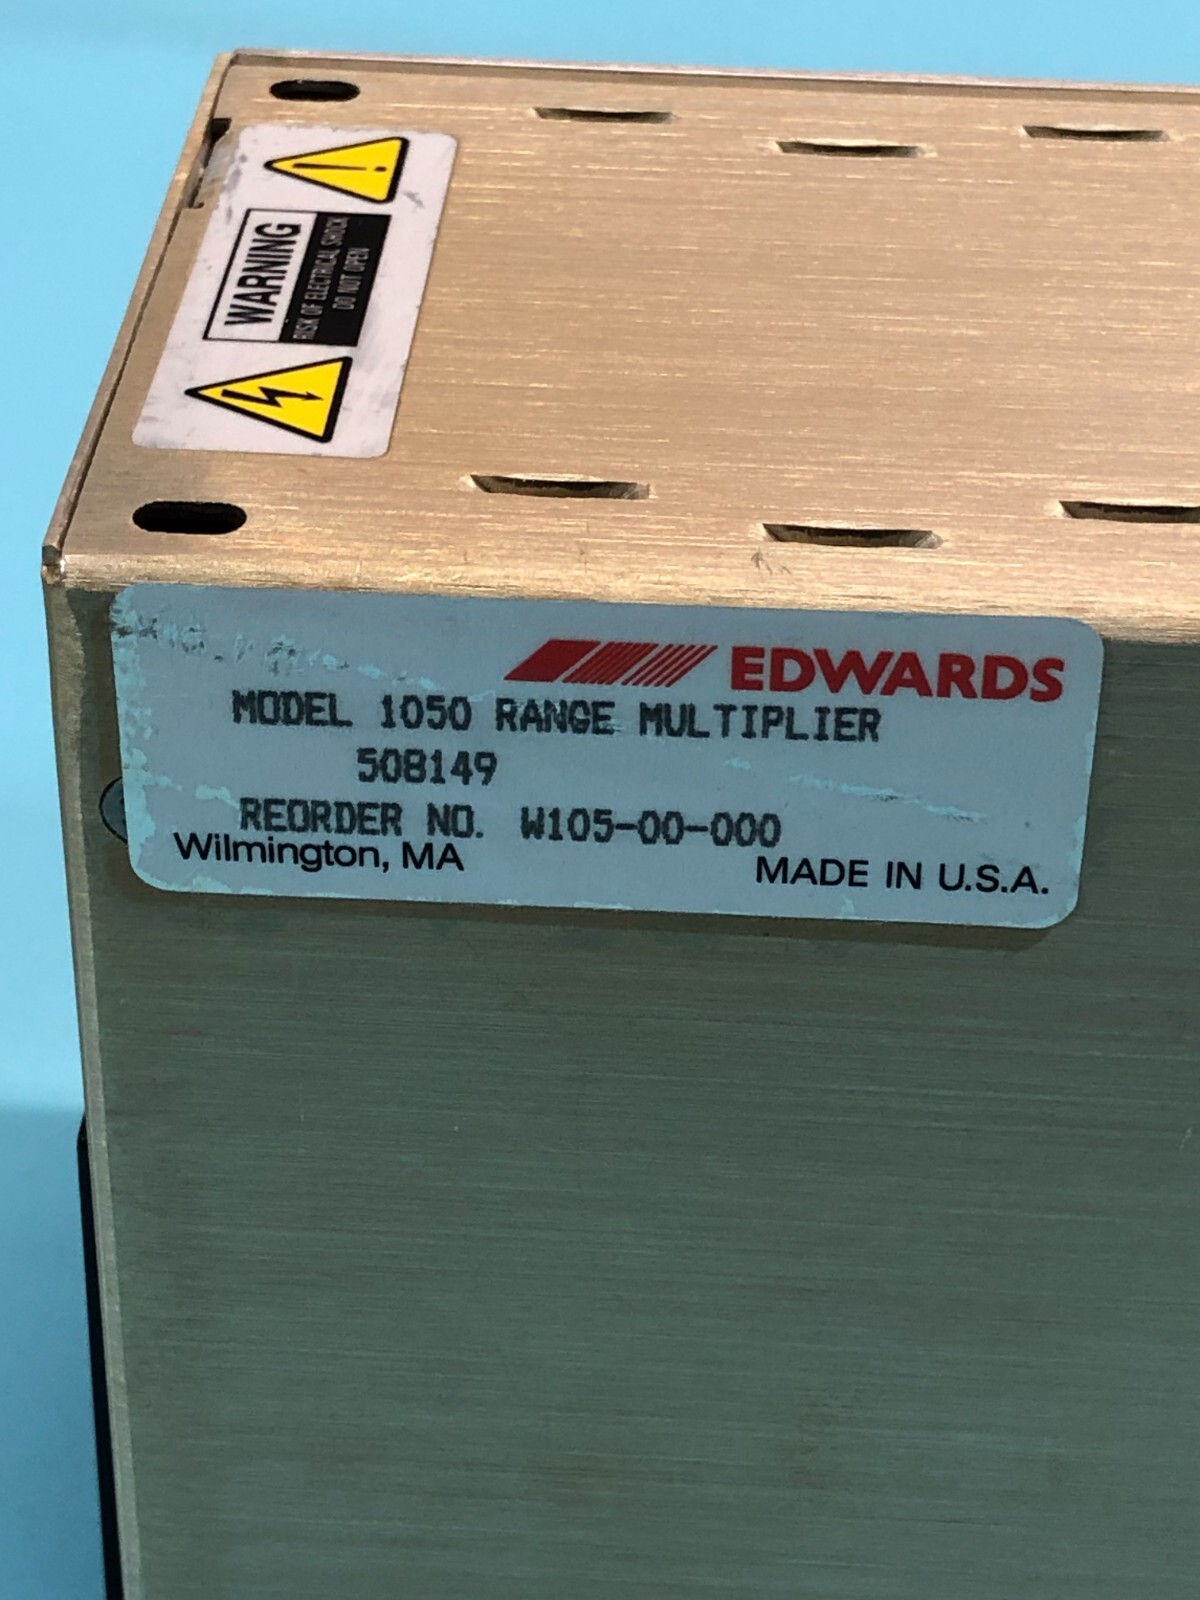 WARNING
RISK OF ELECTRICAL SHOCK
DO NOT OPEN
EDWARDS
MODEL 1050 RANGE MULTIPLIER
508149
REORDER NO. W105-00-000
Wilmington, MA
MADE IN U.S.A.